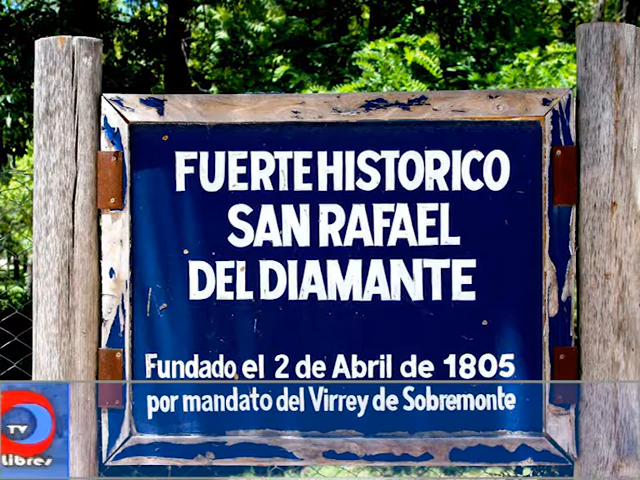 FUERTE HISTORICO
SAN RAFAEL
DEL DIAMANTE
Fundado el 2 de Abril de 1805
por mandato del Virrey de Sobremonte
TV
Libres